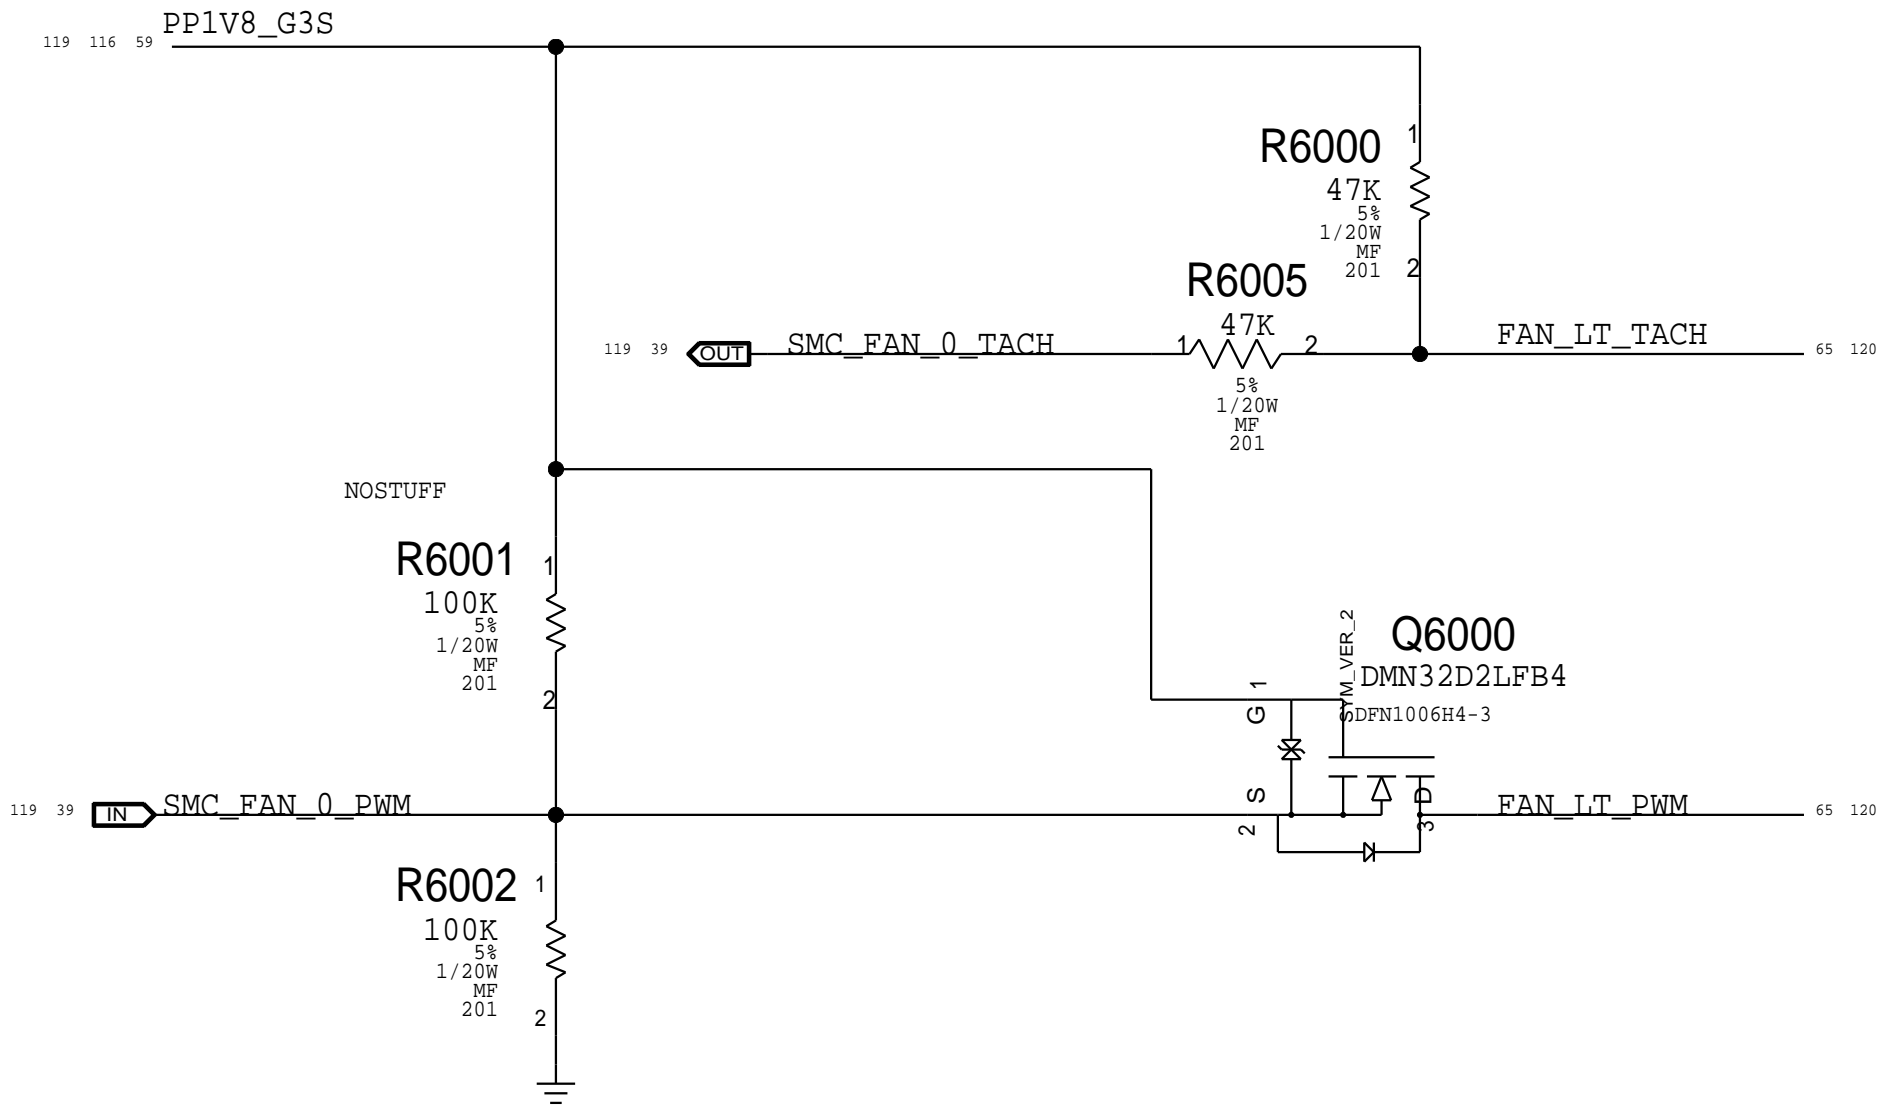 PP1V8_G3S
119 116 59
R6000
1
47K
5%
1/20W
MF
201
2
R6005
47K
1
2
5%
1/20W
MF
201
119 39
OUT
SMC_FAN_0_TACH
FAN_LT_TACH
65 120
NOSTUFF
R6001
1
100K
5%
1/20W
MF
201
2
SYM_VER_2
Q6000
DMN32D2LFB4
DFN1006H4-3
G 1
S
2
D
3
119 39
IN
SMC_FAN_0_PWM
FAN_LT_PWM
65 120
R6002
1
100K
5%
1/20W
MF
201
2